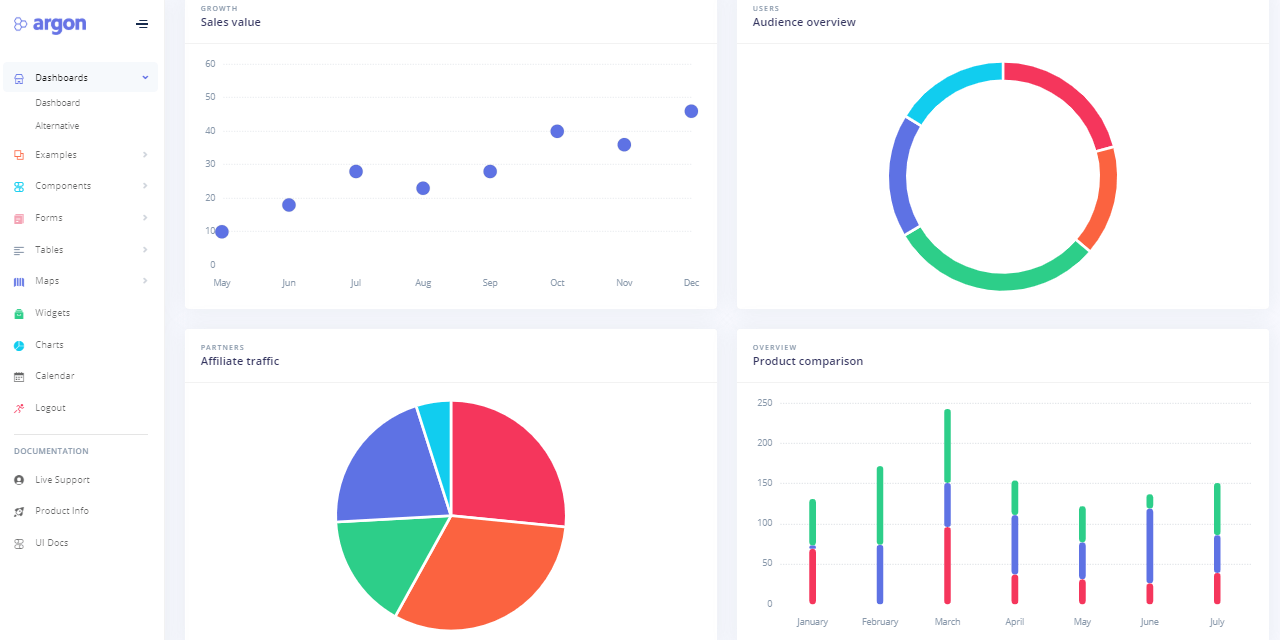 argon
Dashboards
Dashboard
Alternative
Examples
Components
Forms
Tables
Maps
Widgets
Charts
Calendar
Logout
DOCUMENTATION
Live Support
Product Info
UI Docs
GROWTH
Sales value
60
50
40
30
20
10
0
May Jun Jul Aug Sep Oct Nov Dec
USERS
Audience overview
PARTNERS
Affiliate traffic
OVERVIEW
Product comparison
250
200
150
100
50
0
January February March April May June July